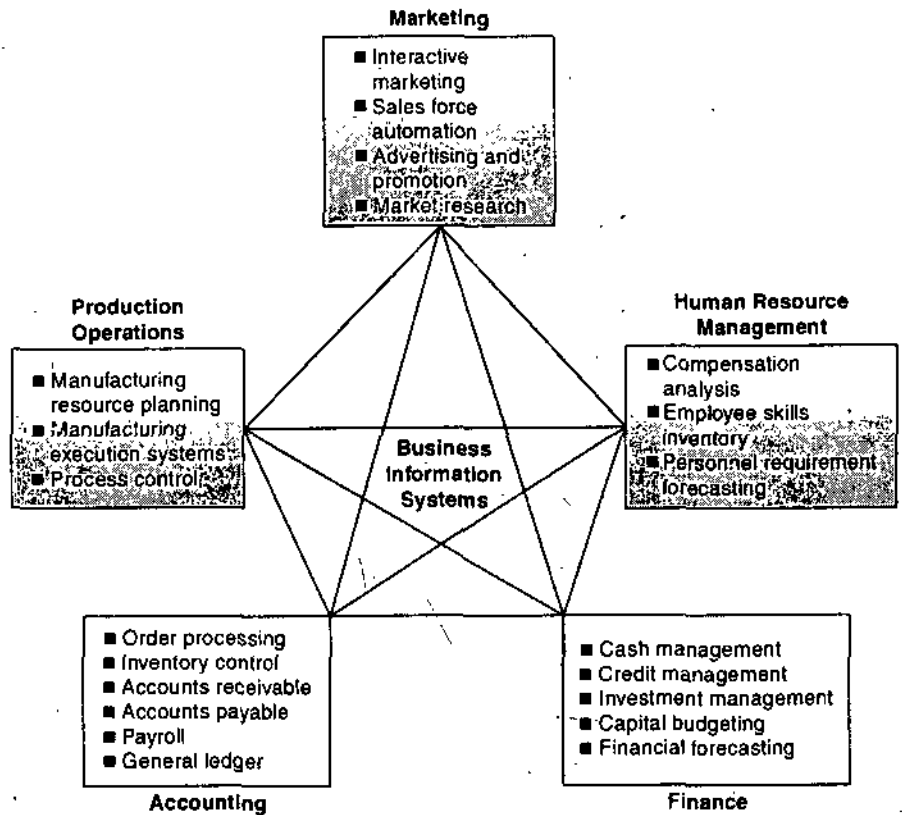 Marketing
■ Interactive
marketing
■ Sales force
automation
■ Advertising and
promotion
■ Market research
Production
Operations
■ Manufacturing
resource planning
■ Manufacturing
execution systems
■ Process control
Human Resource
Management
■ Compensation
analysis
■ Employee skills
inventory
■ Personnel requirement
forecasting
Business
Information
Systems
■ Order processing
■ Inventory control
■ Accounts receivable
■ Accounts payable
■ Payroll
■ General ledger
Accounting
■ Cash management
■ Credit management
■ Investment management
■ Capital budgeting
■ Financial forecasting
Finance